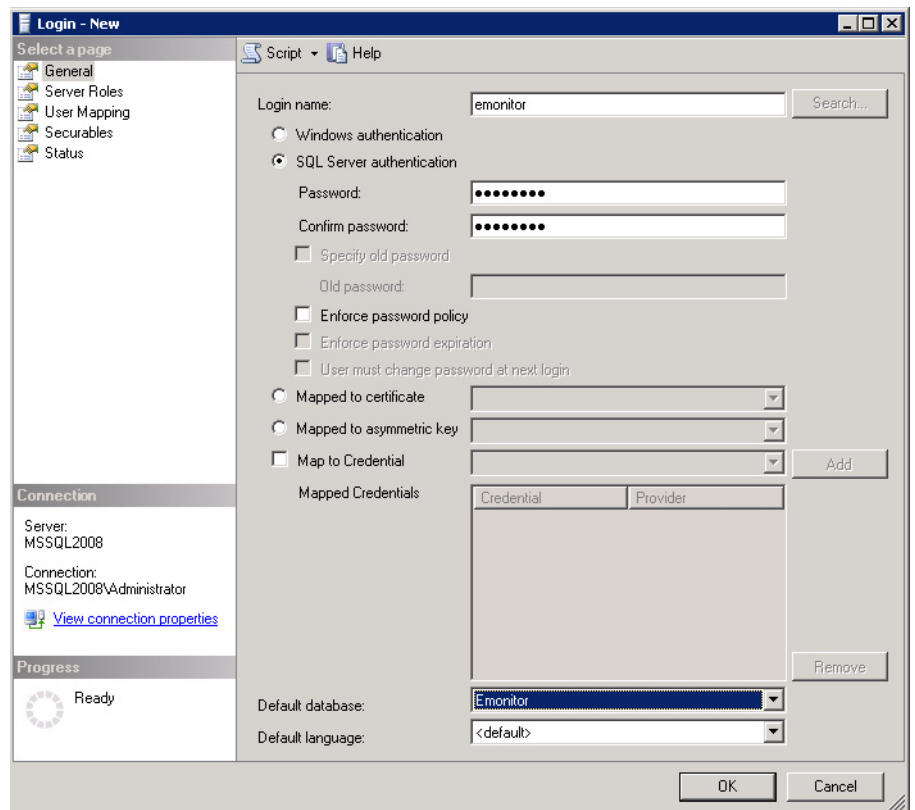 Login - New
Select a page
General
Server Roles
User Mapping
Securables
Status
Script Help
Login name: emonitor Search...
Windows authentication
SQL Server authentication
Password: ●●●●●●●●
Confirm password: ●●●●●●●●
Specify old password
Old password:
Enforce password policy
Enforce password expiration
User must change password at next login
Mapped to certificate
Mapped to asymmetric key
Map to Credential Add
Mapped Credentials Credential Provider
Remove
Default database: Emonitor
Default language: <default>
Connection
Server:
MSSQL2008
Connection:
MSSQL2008\Administrator
View connection properties
Progress
Ready
OK Cancel